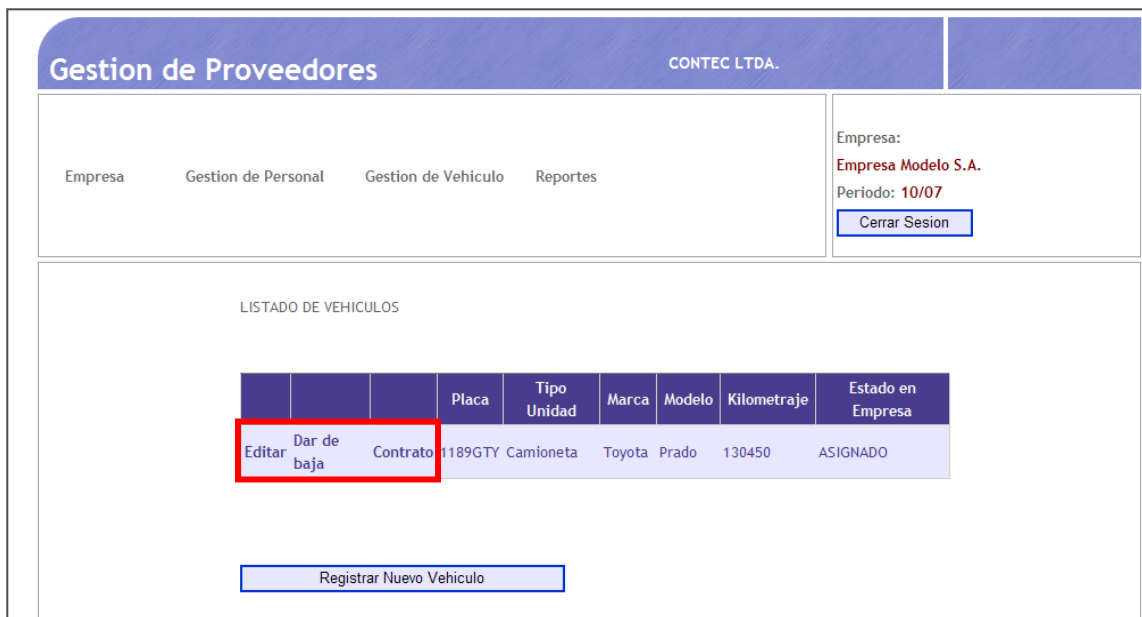 Gestion de Proveedores
CONTEC LTDA.
Empresa
Gestion de Personal
Gestion de Vehiculo
Reportes
Empresa:
Empresa Modelo S.A.
Periodo: 10/07
Cerrar Sesion
LISTADO DE VEHICULOS
Placa
Tipo
Unidad
Marca
Modelo
Kilometraje
Estado en
Empresa
Editar
Dar de
baja
Contrato
1189GTY
Camioneta
Toyota
Prado
130450
ASIGNADO
Registrar Nuevo Vehiculo